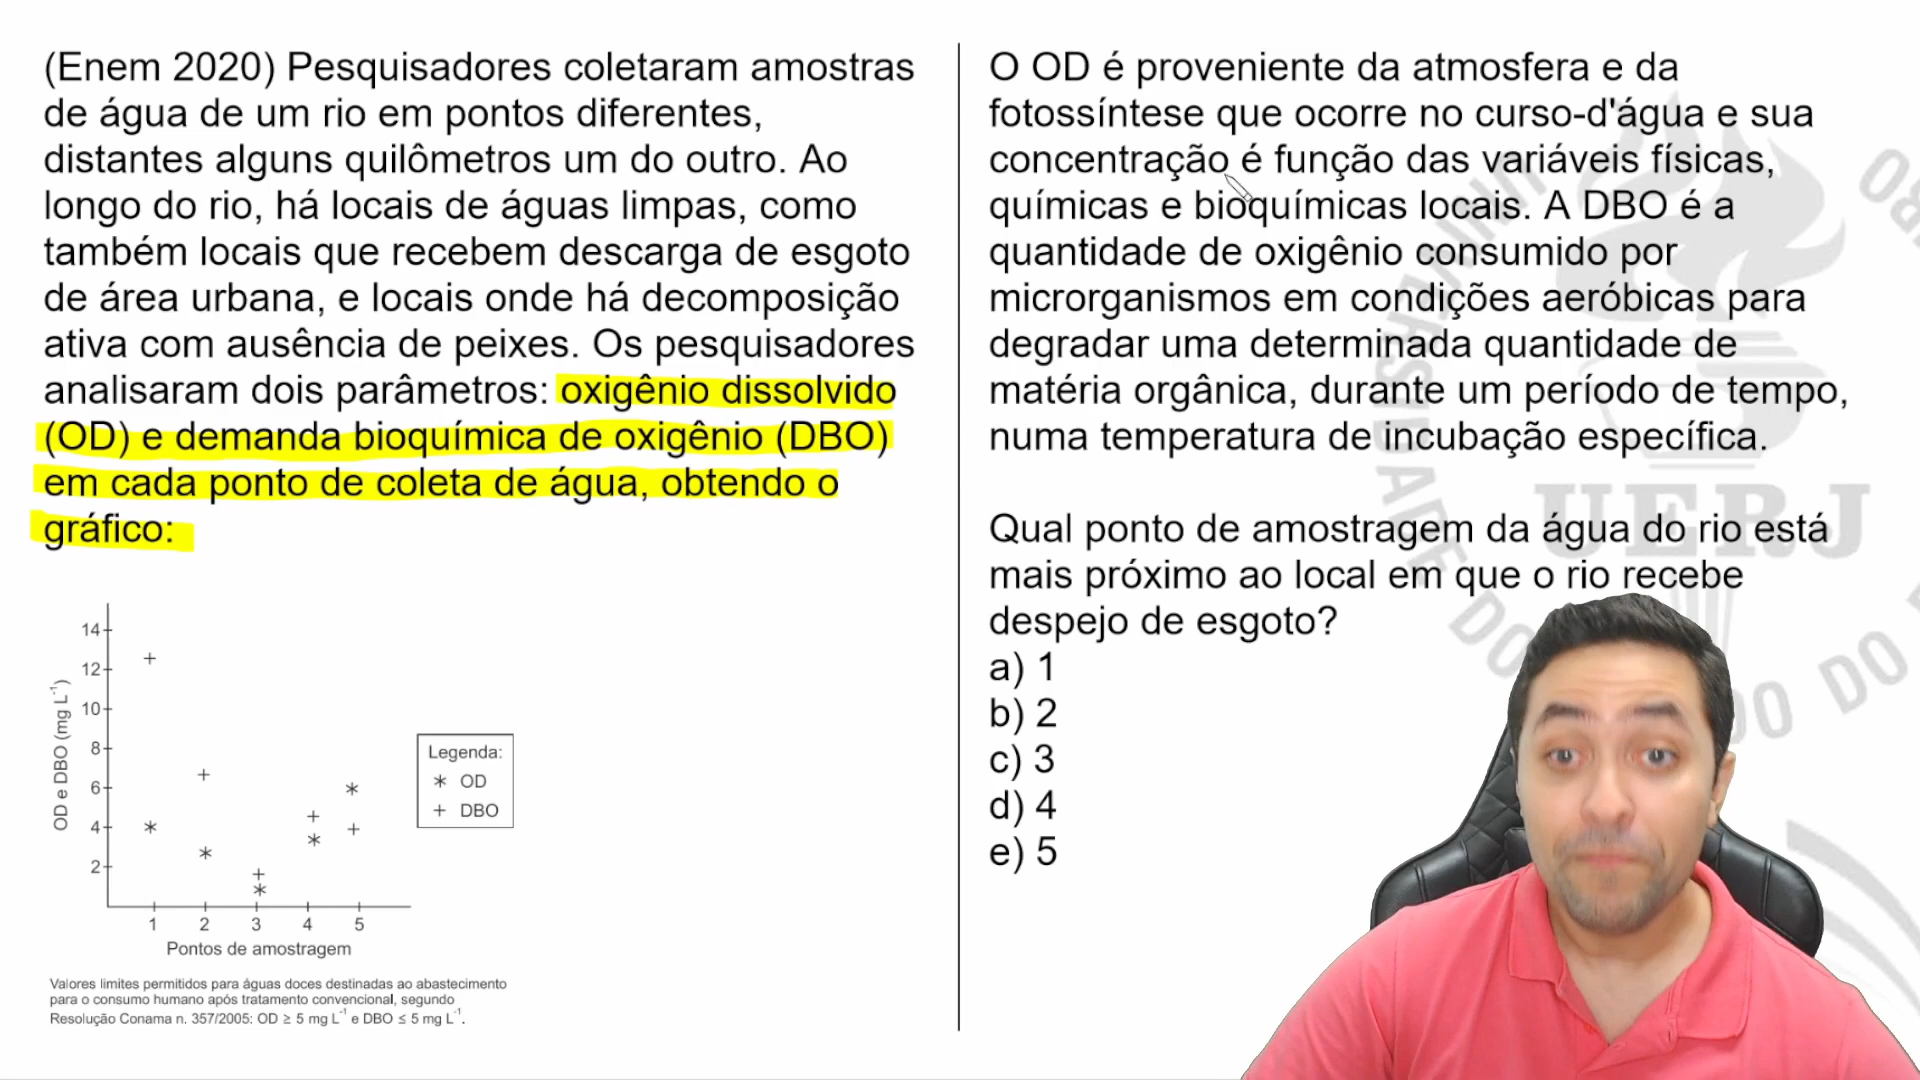 (Enem 2020) Pesquisadores coletaram amostras
de água de um rio em pontos diferentes,
distantes alguns quilômetros um do outro. Ao
longo do rio, há locais de águas limpas, como
também locais que recebem descarga de esgoto
de área urbana, e locais onde há decomposição
ativa com ausência de peixes. Os pesquisadores
analisaram dois parâmetros: oxigênio dissolvido
(OD) e demanda bioquímica de oxigênio (DBO)
em cada ponto de coleta de água, obtendo o
gráfico:
OD e DBO (mg L⁻¹)
14
12
10
8
6
4
2
1 2 3 4 5
Pontos de amostragem
Legenda:
* OD
+ DBO
Valores limites permitidos para águas doces destinadas ao abastecimento
para o consumo humano após tratamento convencional, segundo
Resolução Conama n. 357/2005: OD ≥ 5 mg L⁻¹ e DBO ≤ 5 mg L⁻¹.
O OD é proveniente da atmosfera e da
fotossíntese que ocorre no curso-d'água e sua
concentração é função das variáveis físicas,
químicas e bioquímicas locais. A DBO é a
quantidade de oxigênio consumido por
microrganismos em condições aeróbicas para
degradar uma determinada quantidade de
matéria orgânica, durante um período de tempo,
numa temperatura de incubação específica.
Qual ponto de amostragem da água do rio está
mais próximo ao local em que o rio recebe
despejo de esgoto?
a) 1
b) 2
c) 3
d) 4
e) 5
UERJ